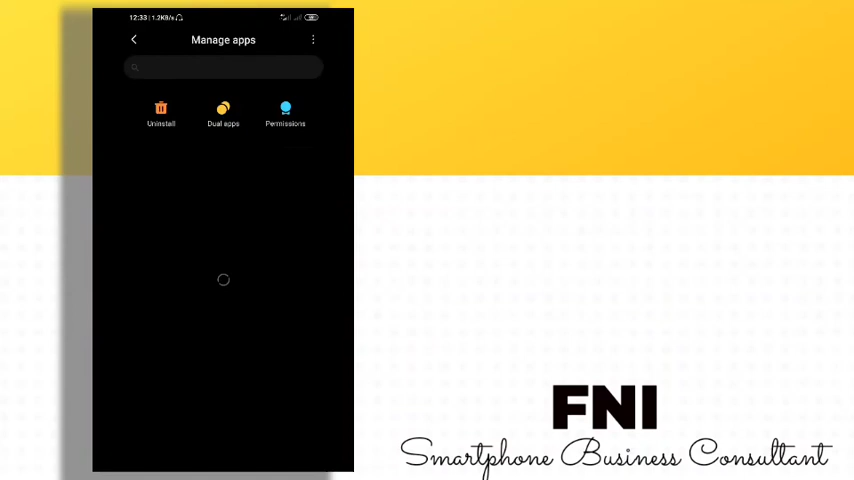 12:33 | 1.2KB/s
Manage apps
Uninstall
Dual apps
Permissions
FNI
Smartphone Business Consultant